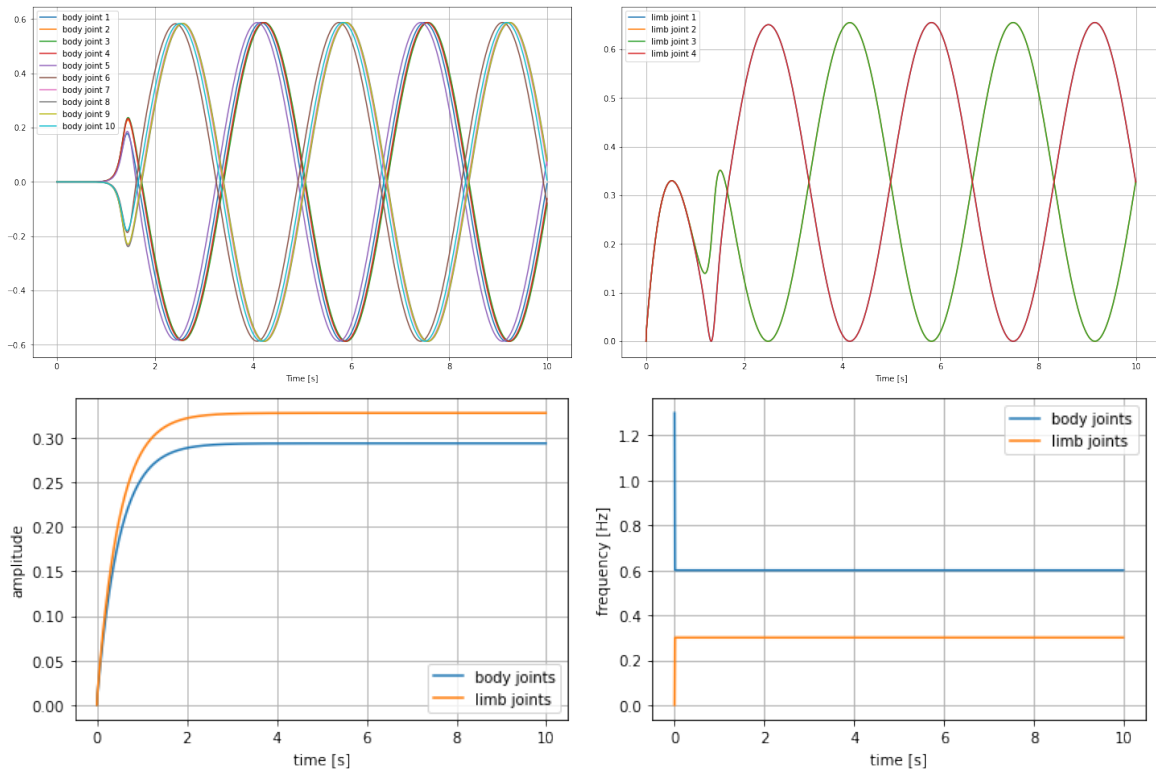 0.6
0.4
0.2
0.0
−0.2
−0.4
−0.6
body joint 1
body joint 2
body joint 3
body joint 4
body joint 5
body joint 6
body joint 7
body joint 8
body joint 9
body joint 10
0 2 4 6 8 10
Time [s]
0.6
0.5
0.4
0.3
0.2
0.1
0.0
limb joint 1
limb joint 2
limb joint 3
limb joint 4
0 2 4 6 8 10
Time [s]
amplitude
0.30
0.25
0.20
0.15
0.10
0.05
0.00
body joints
limb joints
0 2 4 6 8 10
time [s]
frequency [Hz]
1.2
1.0
0.8
0.6
0.4
0.2
0.0
body joints
limb joints
0 2 4 6 8 10
time [s]